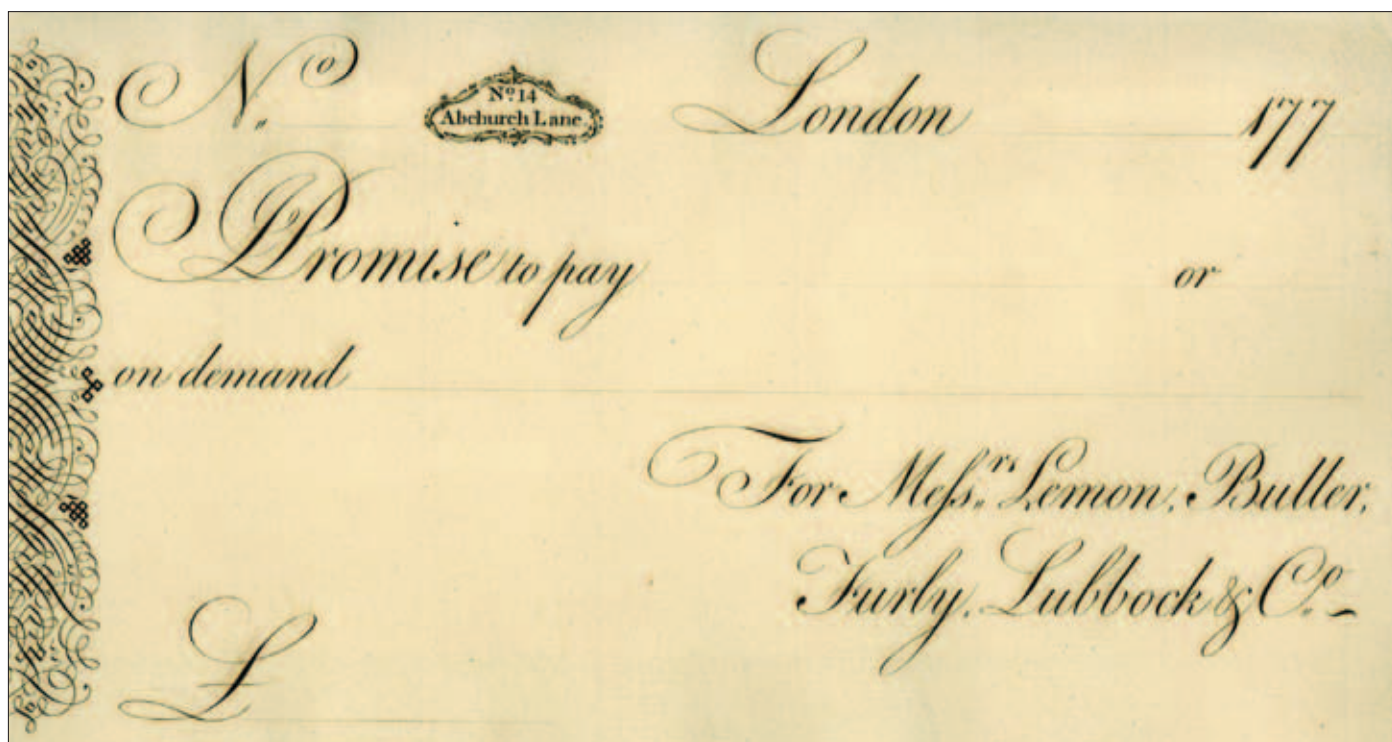 Nº
Nº 14
Abchurch Lane
London 177
I Promise to pay or
on demand
For Meſs.rs Lemon, Buller,
Furly, Lubbock & Cº.
£